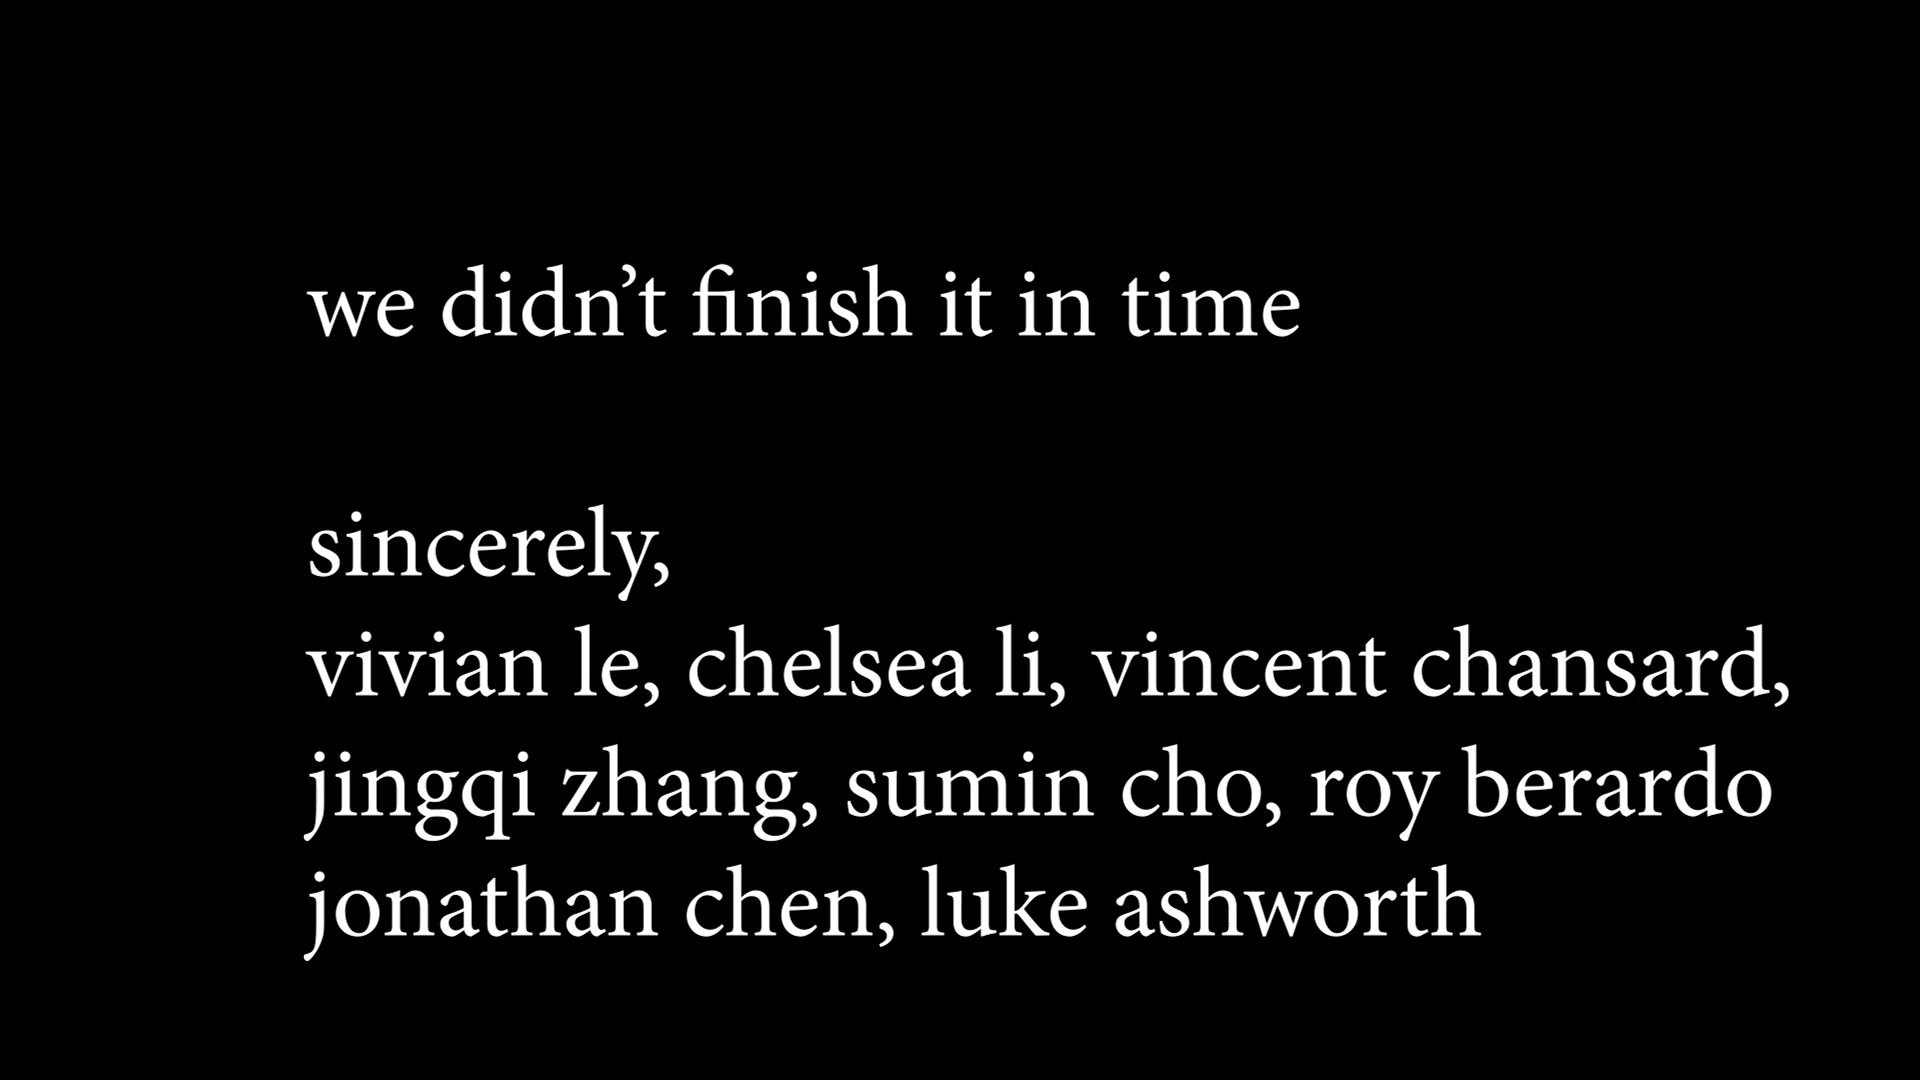 we didn’t finish it in time
sincerely,
vivian le, chelsea li, vincent chansard,
jingqi zhang, sumin cho, roy berardo
jonathan chen, luke ashworth